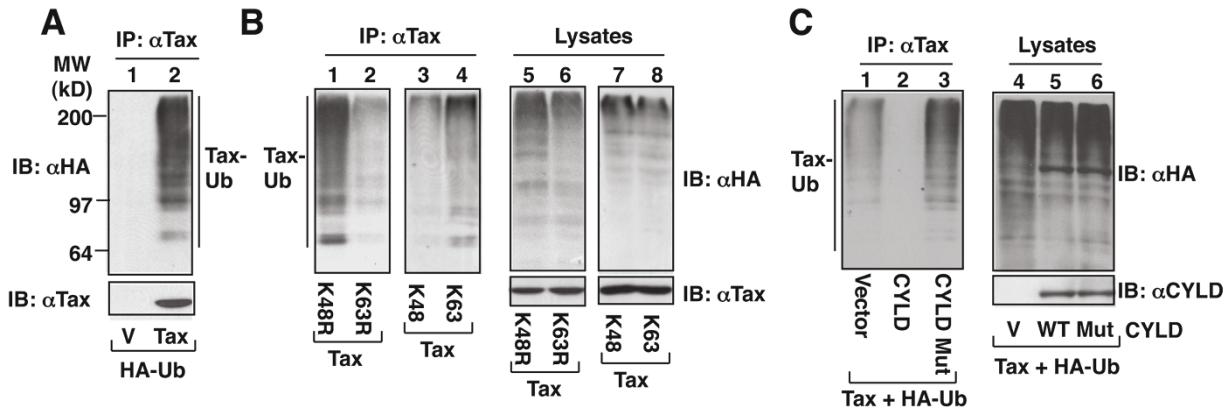 A
IP: αTax
1 2
MW
(kD)
200
IB: αHA
97
64
Tax-
Ub
IB: αTax
V Tax
HA-Ub
B
IP: αTax
1 2 3 4
Tax-
Ub
K48R K63R K48 K63
Tax Tax
Lysates
5 6 7 8
IB: αHA
IB: αTax
K48R K63R K48 K63
Tax Tax
C
IP: αTax
1 2 3
Tax-
Ub
Vector CYLD CYLD Mut
Tax + HA-Ub
Lysates
4 5 6
IB: αHA
IB: αCYLD
V WT Mut CYLD
Tax + HA-Ub